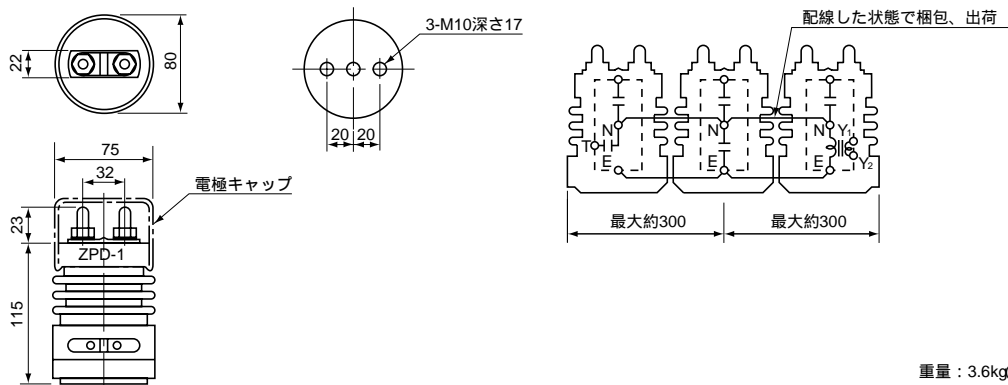 配線した状態で梱包、出荷
3-M10深さ17
22
80
20
20
N
N
N
Y1
T
Y2
E
E
E
75
32
電極キャップ
最大約300
最大約300
23
ZPD-1
115
重量：3.6kg